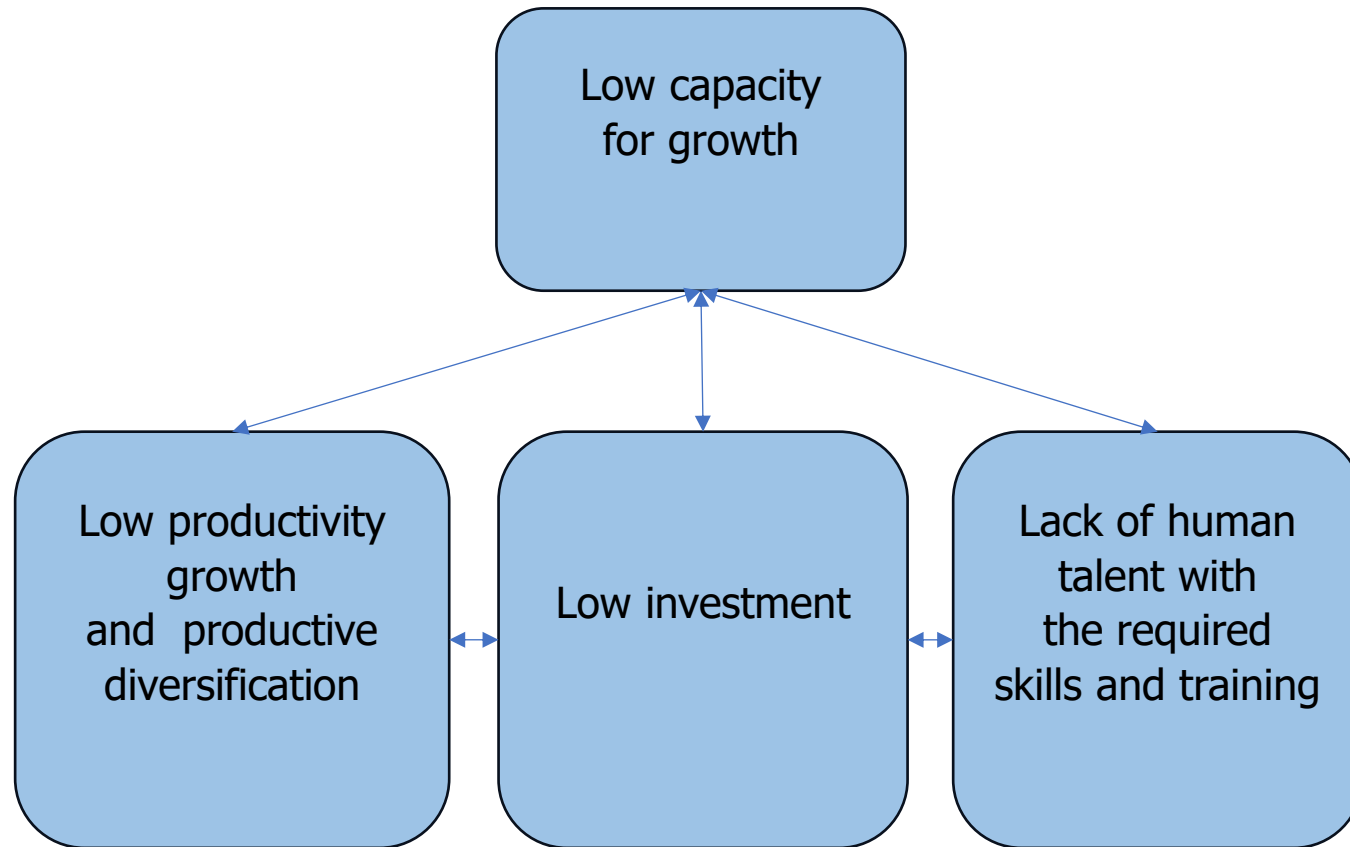 Low capacity
for growth
Low productivity
growth
and  productive
diversification
Low investment
Lack of human
talent with
the required
skills and training